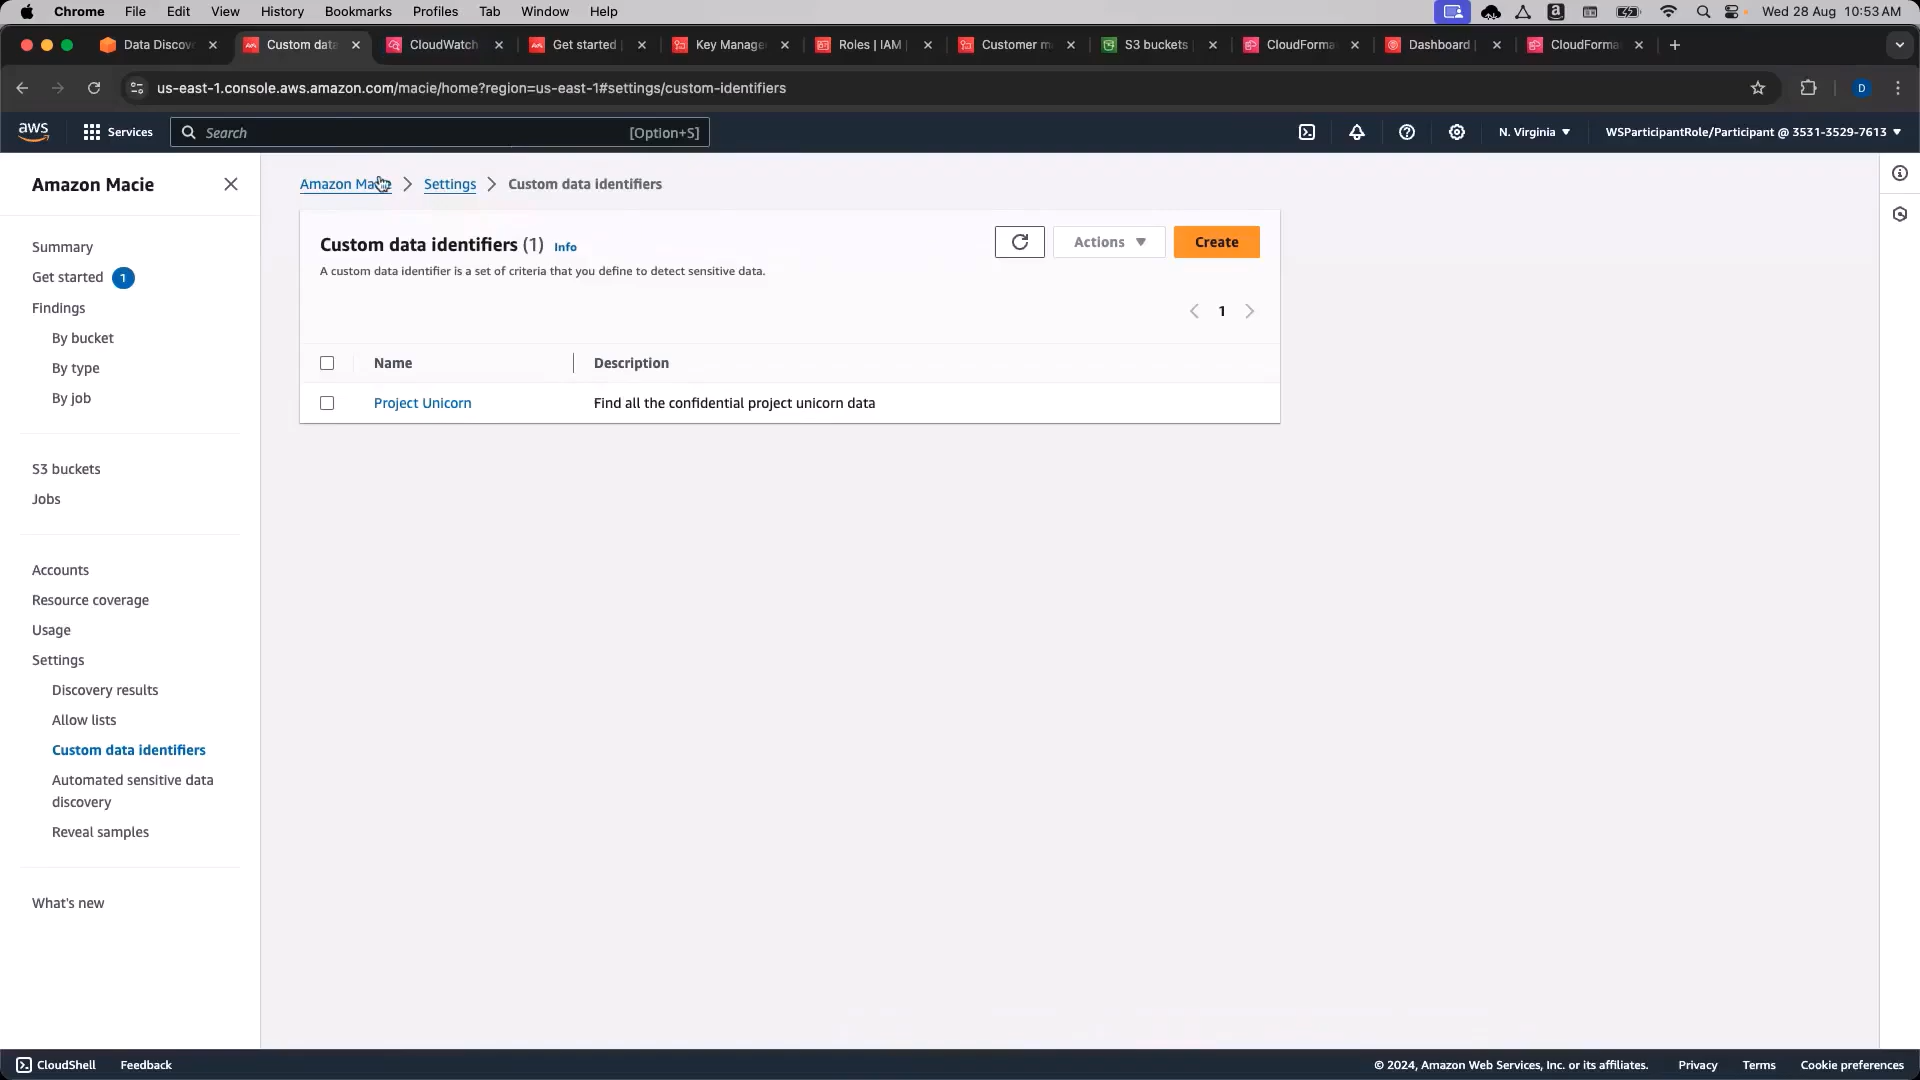 Chrome File Edit View History Bookmarks Profiles Tab Window Help Wed 28 Aug 10:53 AM
Data Discov Custom data CloudWatch Get started Key Manage Roles | IAM Customer m S3 buckets CloudForma Dashboard CloudForma
us-east-1.console.aws.amazon.com/macie/home?region=us-east-1#settings/custom-identifiers D
aws Services Search [Option+S] N. Virginia WSParticipantRole/Participant @ 3531-3529-7613
Amazon Macie
Summary
Get started 1
Findings
By bucket
By type
By job
S3 buckets
Jobs
Accounts
Resource coverage
Usage
Settings
Discovery results
Allow lists
Custom data identifiers
Automated sensitive data
discovery
Reveal samples
What's new
Amazon Macie Settings Custom data identifiers
Custom data identifiers (1) Info
A custom data identifier is a set of criteria that you define to detect sensitive data.
Actions Create
1
Name Description
Project Unicorn Find all the confidential project unicorn data
CloudShell Feedback © 2024, Amazon Web Services, Inc. or its affiliates. Privacy Terms Cookie preferences